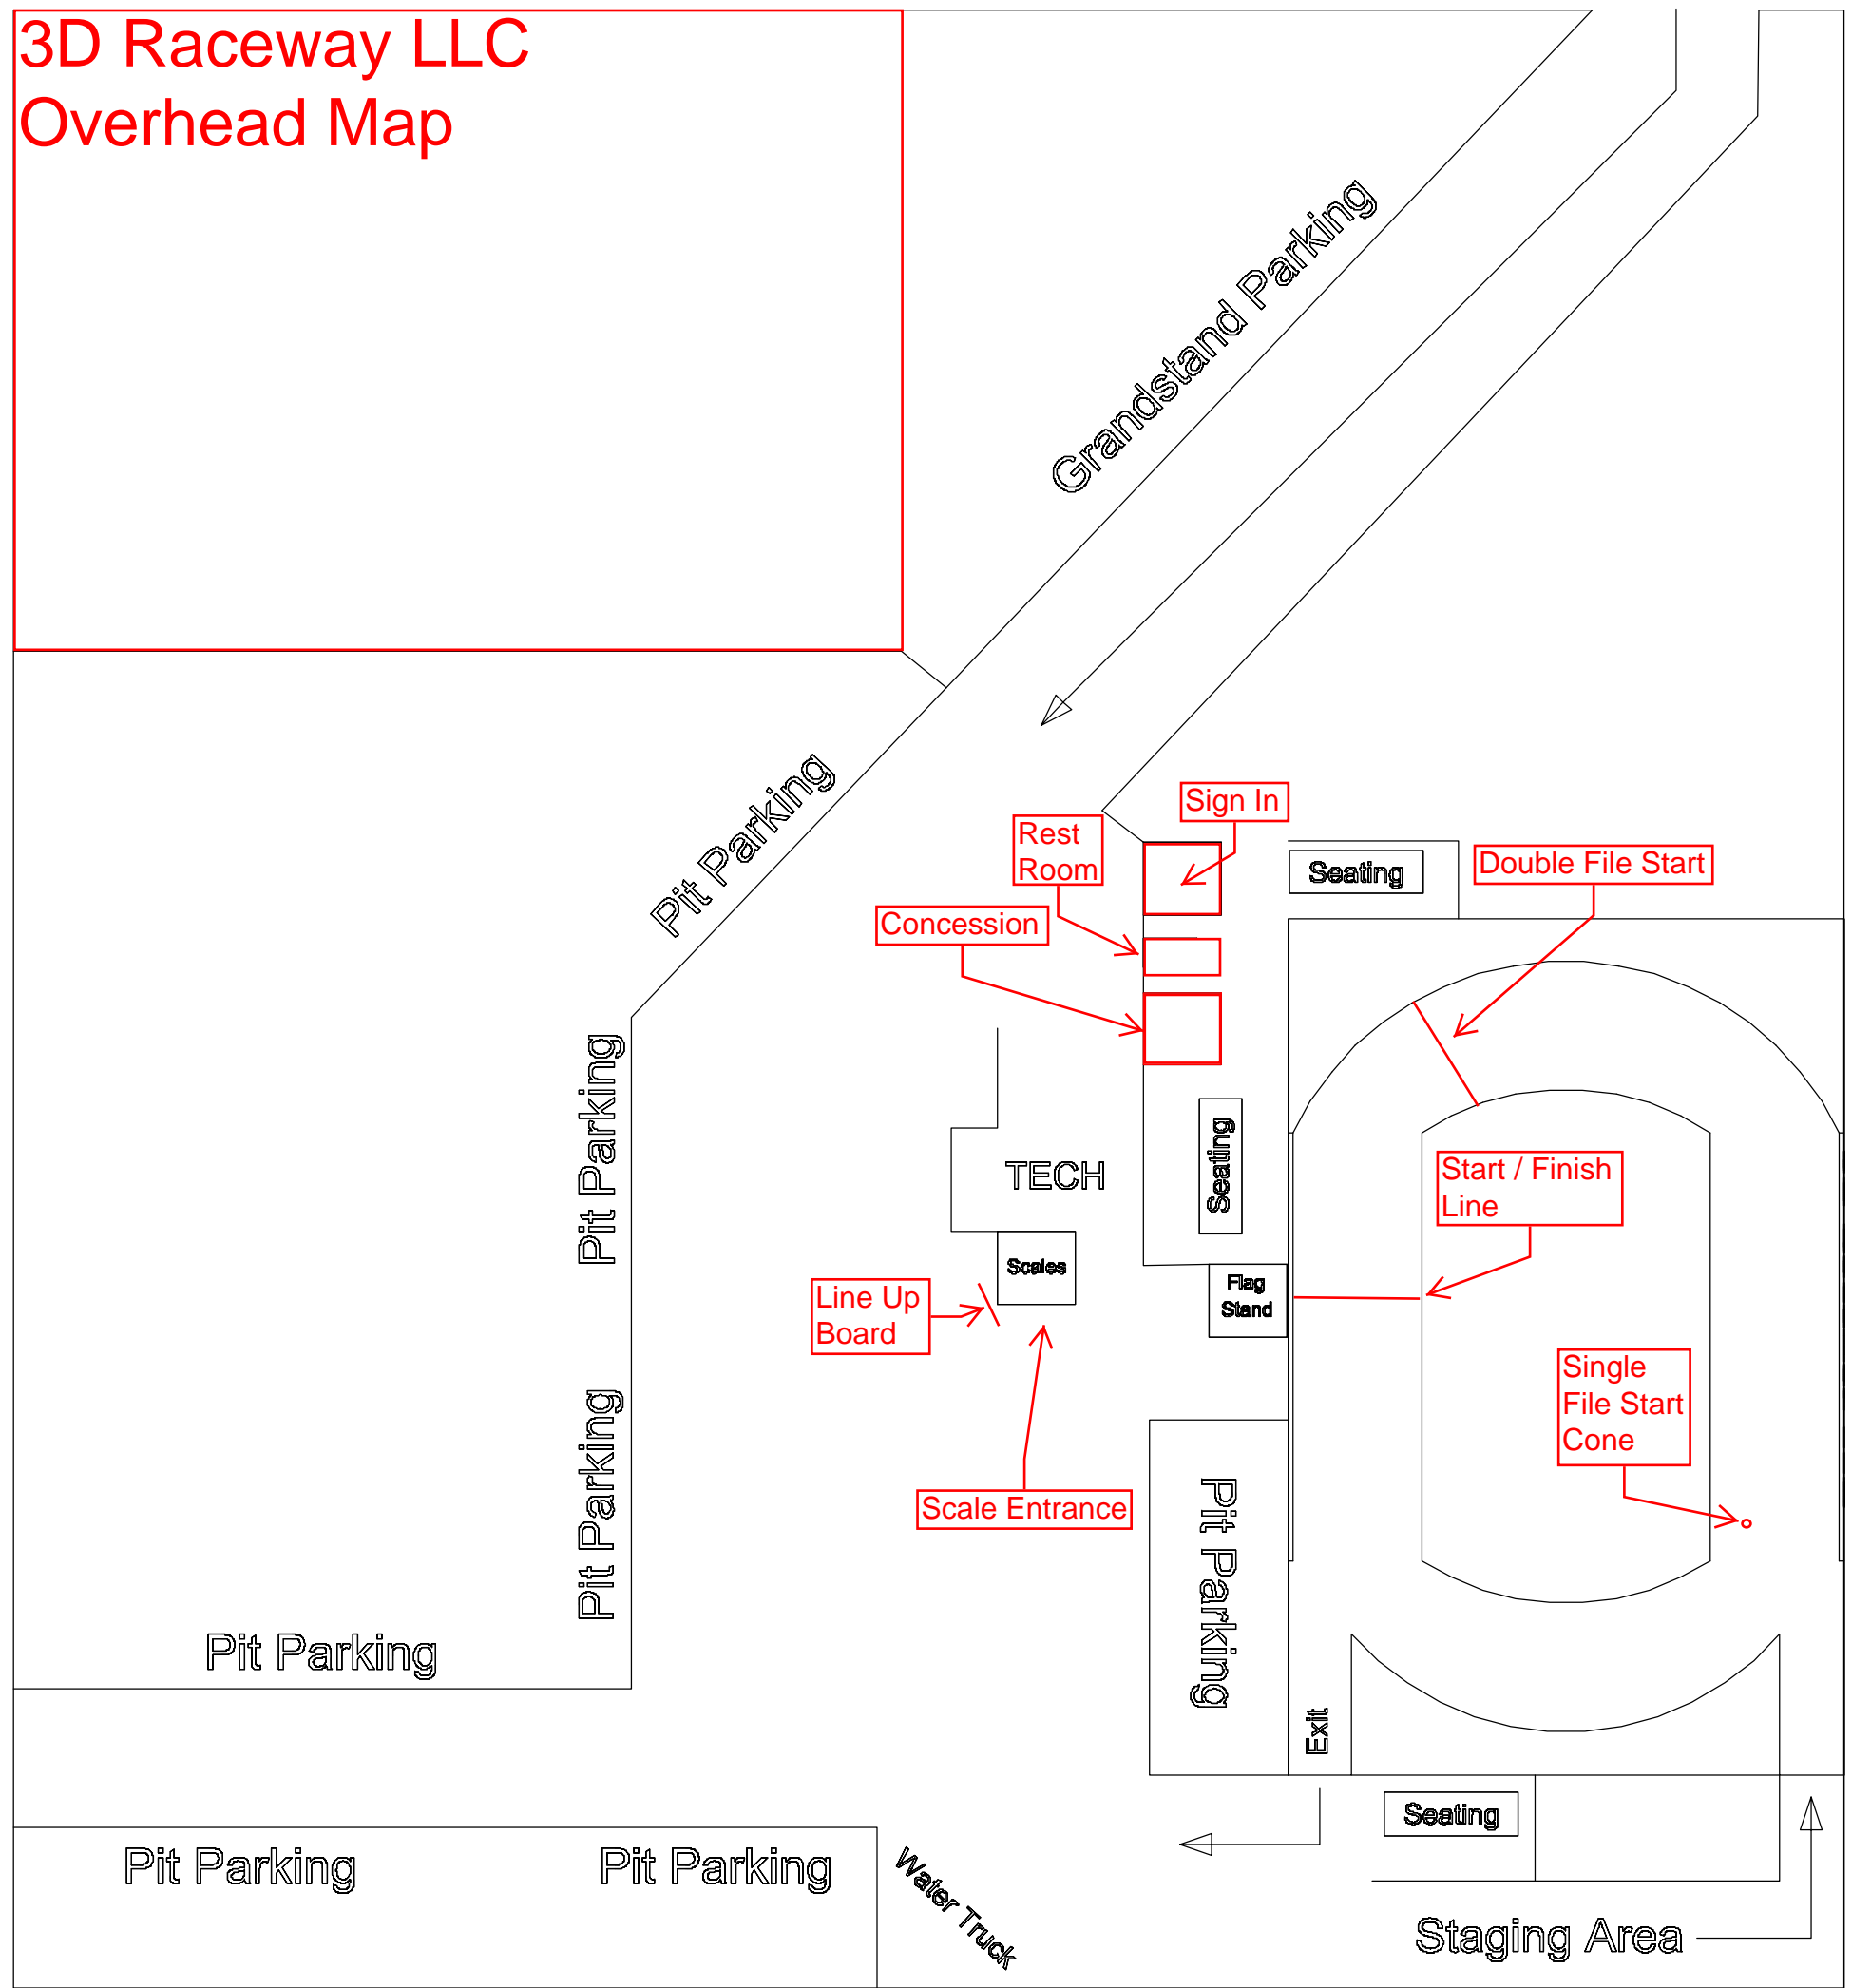 3D Raceway LLC
Overhead Map
Grandstand Parking
Pit Parking
Sign In
Rest
Room
Concession
Seating
Double File Start
Pit Parking
TECH
Seating
Start / Finish
Line
Scales
Flag
Stand
Line Up
Board
Single
File Start
Cone
Scale Entrance
Pit Parking
Pit Parking
Pit Parking
Exit
Seating
Pit Parking
Pit Parking
Water Truck
Staging Area